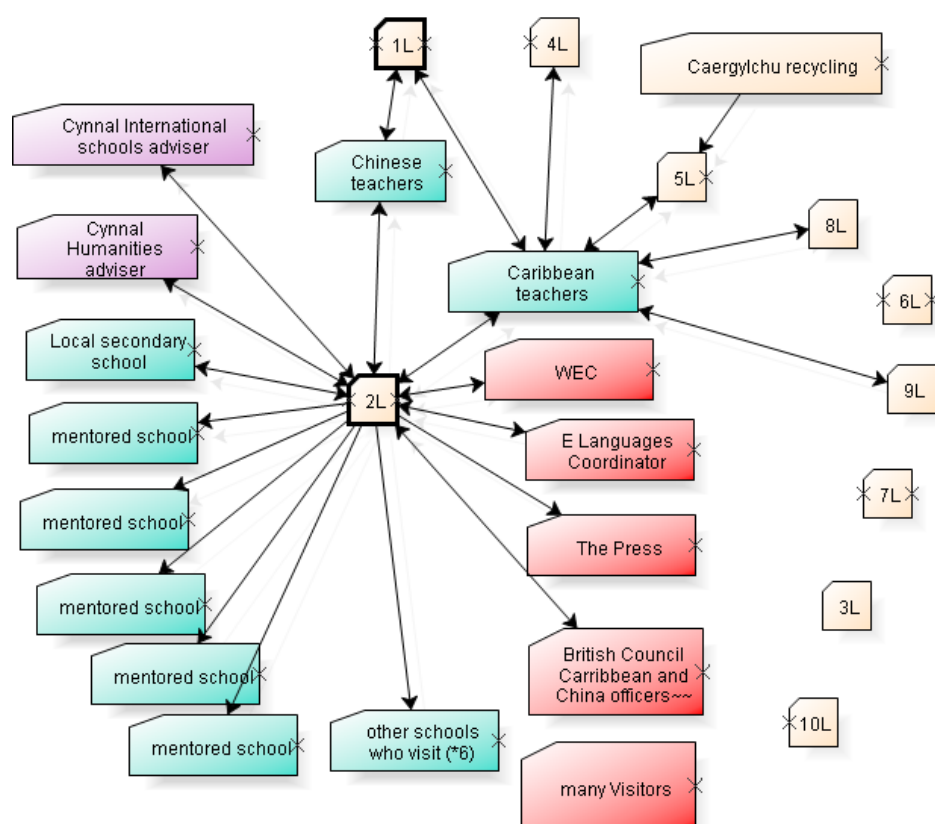 1L
4L
Caergylchu recycling
Cynnal International
schools adviser
Chinese
teachers
5L
Cynnal
Humanities
adviser
8L
Caribbean
teachers
6L
Local secondary
school
WEC
2L
9L
mentored school
E Languages
Coordinator
7L
mentored school
The Press
mentored school
3L
mentored school
British Council
Carribbean and
China officers~~
10L
mentored school
other schools
who visit (*6)
many Visitors